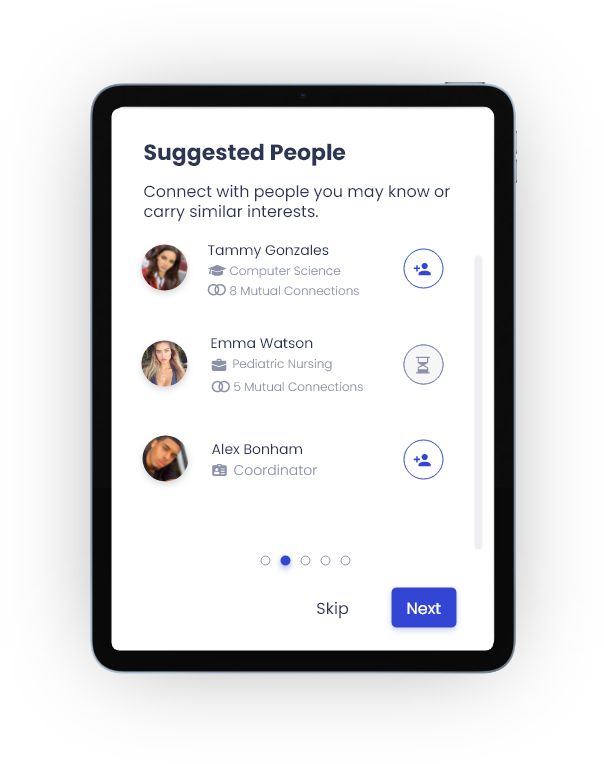 Suggested People
Connect with people you may know or
carry similar interests.
Tammy Gonzales
Computer Science
8 Mutual Connections
Emma Watson
Pediatric Nursing
5 Mutual Connections
Alex Bonham
Coordinator
Skip
Next